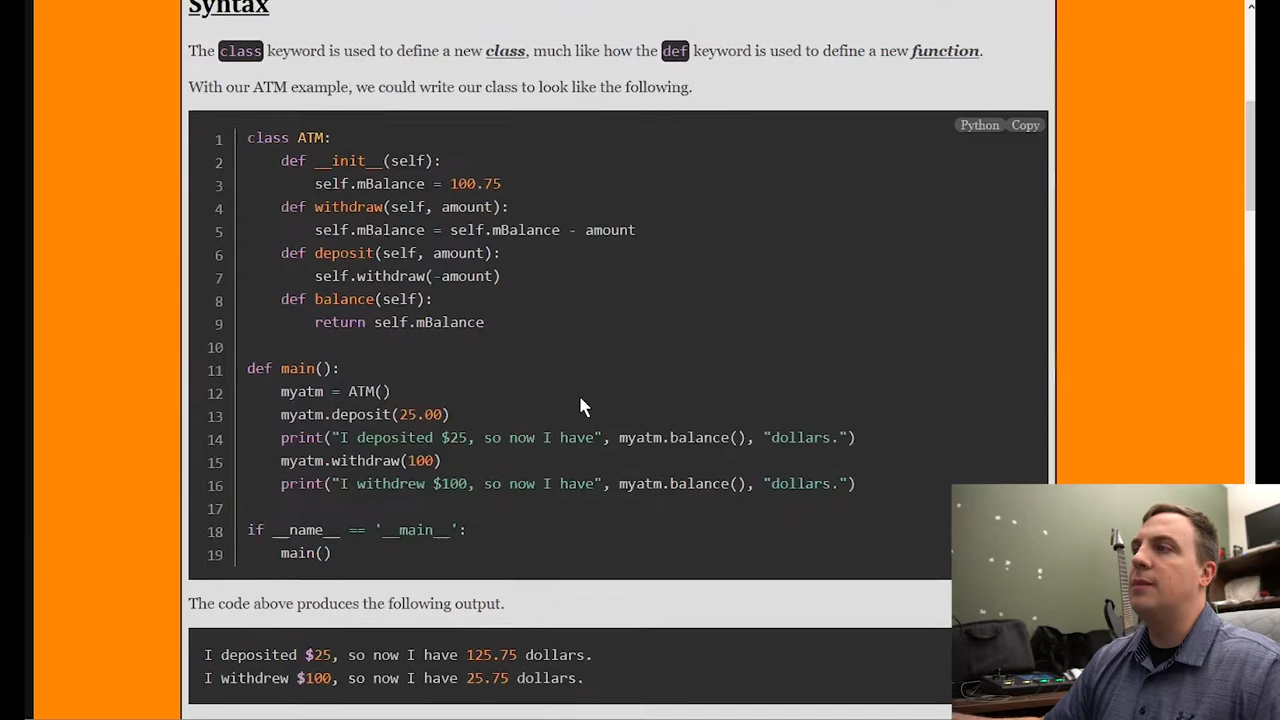 Syntax
The class keyword is used to define a new class, much like how the def keyword is used to define a new function.
With our ATM example, we could write our class to look like the following.
Python Copy
1 class ATM:
2     def __init__(self):
3         self.mBalance = 100.75
4     def withdraw(self, amount):
5         self.mBalance = self.mBalance - amount
6     def deposit(self, amount):
7         self.withdraw(-amount)
8     def balance(self):
9         return self.mBalance
10
11 def main():
12     myatm = ATM()
13     myatm.deposit(25.00)
14     print("I deposited $25, so now I have", myatm.balance(), "dollars.")
15     myatm.withdraw(100)
16     print("I withdrew $100, so now I have", myatm.balance(), "dollars.")
17
18 if __name__ == '__main__':
19     main()
The code above produces the following output.
I deposited $25, so now I have 125.75 dollars.
I withdrew $100, so now I have 25.75 dollars.